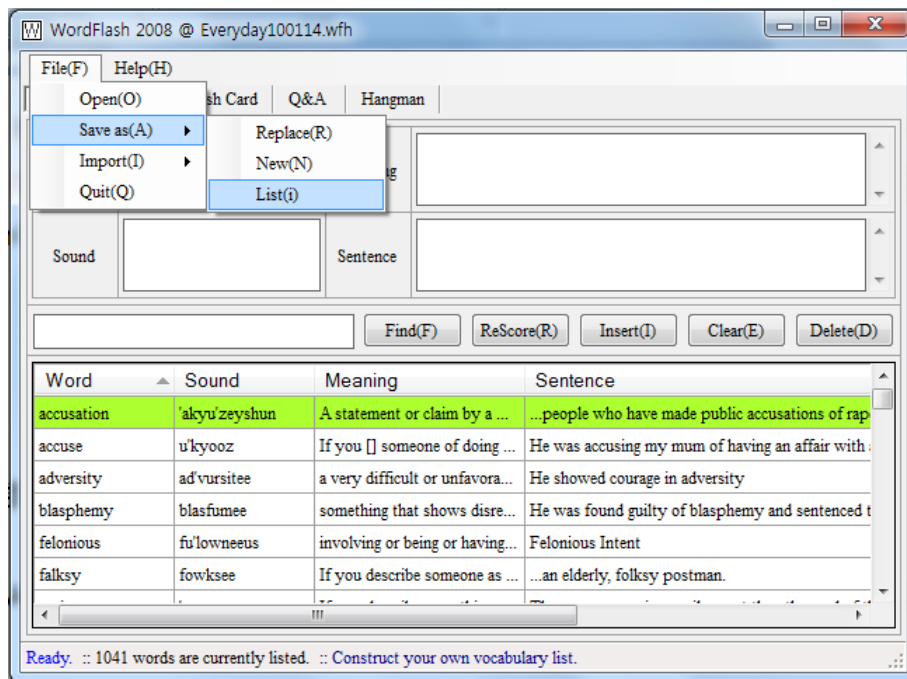 WordFlash 2008 @ Everyday100114.wfh
File(F) Help(H)
Open(O)
Save as(A)
Import(I)
Quit(Q)
Replace(R)
New(N)
List(i)
sh Card Q&A Hangman
Sound Sentence
Find(F) ReScore(R) Insert(I) Clear(E) Delete(D)
Word Sound Meaning Sentence
accusation 'akyu'zeyshun A statement or claim by a ... ...people who have made public accusations of rap
accuse u'kyooz If you [] someone of doing ... He was accusing my mum of having an affair with
adversity ad'vursitee a very difficult or unfavora... He showed courage in adversity
blasphemy blasfumee something that shows disre... He was found guilty of blasphemy and sentenced t
felonious fu'lowneeus involving or being or having... Felonious Intent
falksy fowksee If you describe someone as ... ...an elderly, folksy postman.
Ready. :: 1041 words are currently listed. :: Construct your own vocabulary list.